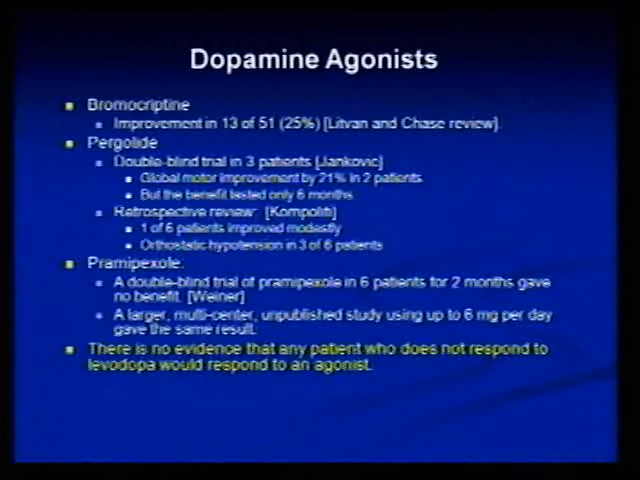 Dopamine Agonists
Bromocriptine
Improvement in 13 of 51 (25%) [Litvan and Chase review].
Pergolide
Double-blind trial in 3 patients [Jankovic]
Global motor improvement by 21% in 2 patients
But the benefit lasted only 6 months
Retrospective review: [Kompoliti]
1 of 6 patients improved modestly
Orthostatic hypotension in 3 of 6 patients
Pramipexole:
A double-blind trial of pramipexole in 6 patients for 2 months gave
no benefit. [Weiner]
A larger, multi-center, unpublished study using up to 6 mg per day
gave the same result.
There is no evidence that any patient who does not respond to
levodopa would respond to an agonist.